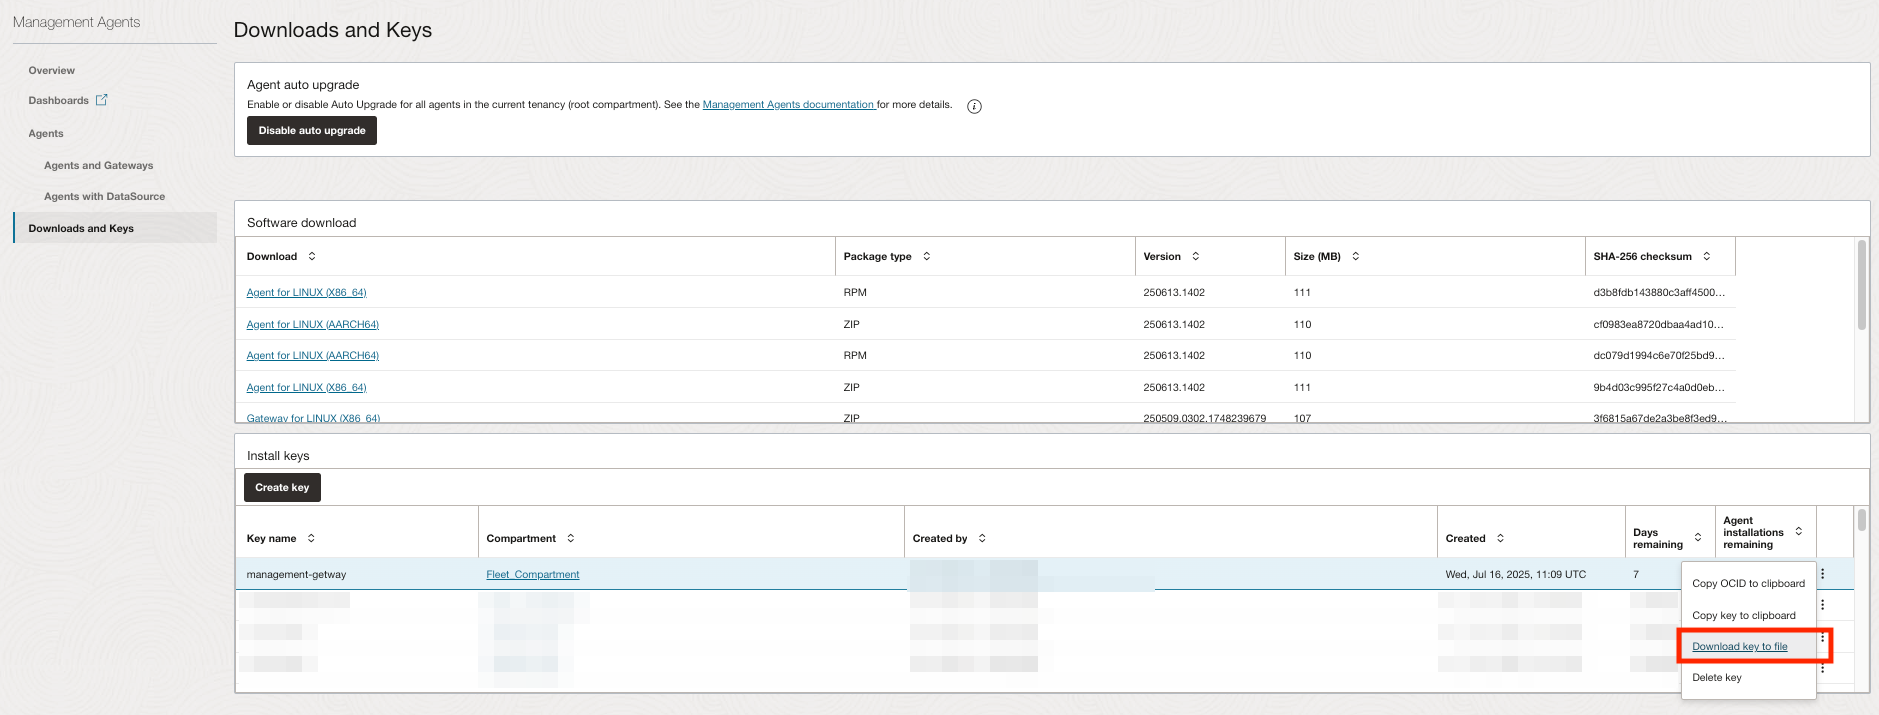 Management Agents
Overview
Dashboards
Agents
Agents and Gateways
Agents with DataSource
Downloads and Keys
Downloads and Keys
Agent auto upgrade
Enable or disable Auto Upgrade for all agents in the current tenancy (root compartment). See the Management Agents documentation for more details.
Disable auto upgrade
Software download
Download Package type Version Size (MB) SHA-256 checksum
Agent for LINUX (X86_64) RPM 250613.1402 111 d3b8fdb143880c3aff4500...
Agent for LINUX (AARCH64) ZIP 250613.1402 110 cf0983ea8720dbaa4ad10...
Agent for LINUX (AARCH64) RPM 250613.1402 110 dc079d1994c6e70f25bd9...
Agent for LINUX (X86_64) ZIP 250613.1402 111 9b4d03c995f27c4a0d0eb...
Gateway for LINUX (X86_64) ZIP 250509.0302.1748239679 107 3f6815a67de2a3be8f3ed9...
Install keys
Create key
Key name Compartment Created by Created Days remaining Agent installations remaining
management-getway Fleet_Compartment Wed, Jul 16, 2025, 11:09 UTC 7
Copy OCID to clipboard
Copy key to clipboard
Download key to file
Delete key